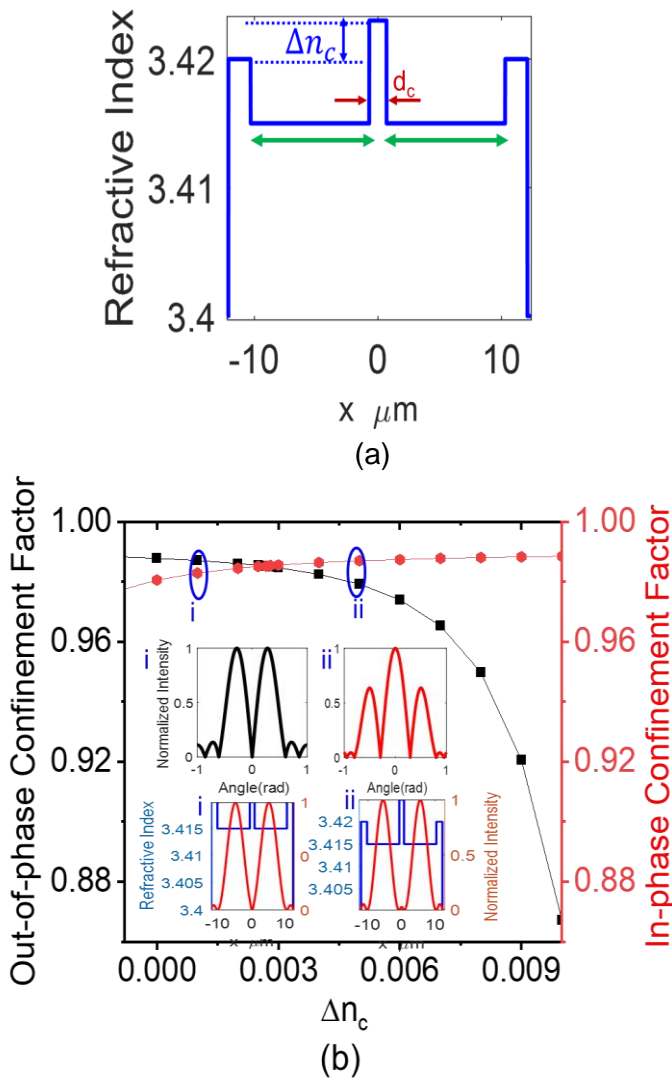 Refractive Index
3.42
3.41
3.4
Δn_c
d_c
-10
0
10
x μm
(a)
Out-of-phase Confinement Factor
1.00
0.96
0.92
0.88
In-phase Confinement Factor
1.00
0.96
0.92
0.88
i
ii
i
Normalized Intensity
1
0.5
0
-1
0
1
Angle(rad)
ii
1
0.5
0
-1
0
1
Angle(rad)
i
Refractive Index
3.415
3.41
3.405
3.4
1
0
0
-10
0
10
x μm
ii
3.42
3.415
3.41
3.405
1
0.5
0
Normalized Intensity
-10
0
10
x μm
0.000
0.003
0.006
0.009
Δn_c
(b)